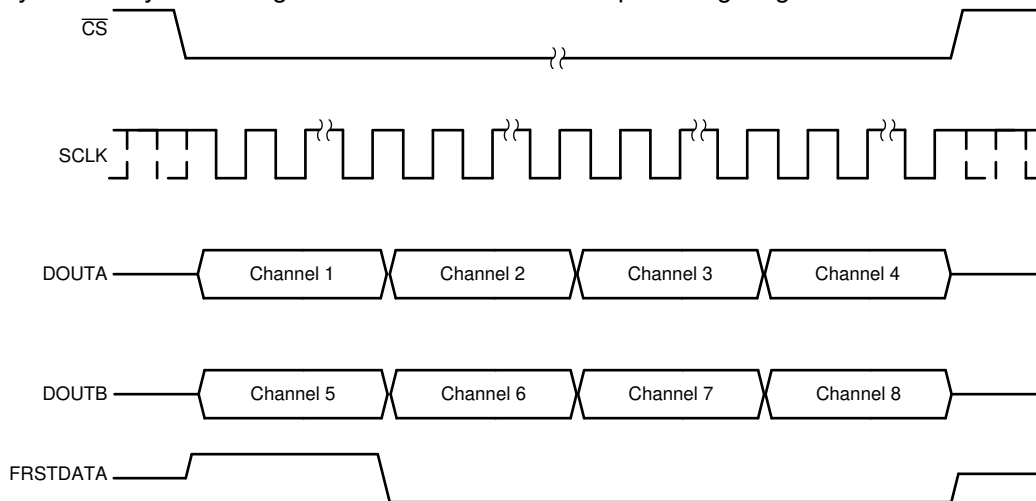 CS
SCLK
DOUTA
Channel 1
Channel 2
Channel 3
Channel 4
DOUTB
Channel 5
Channel 6
Channel 7
Channel 8
FRSTDATA